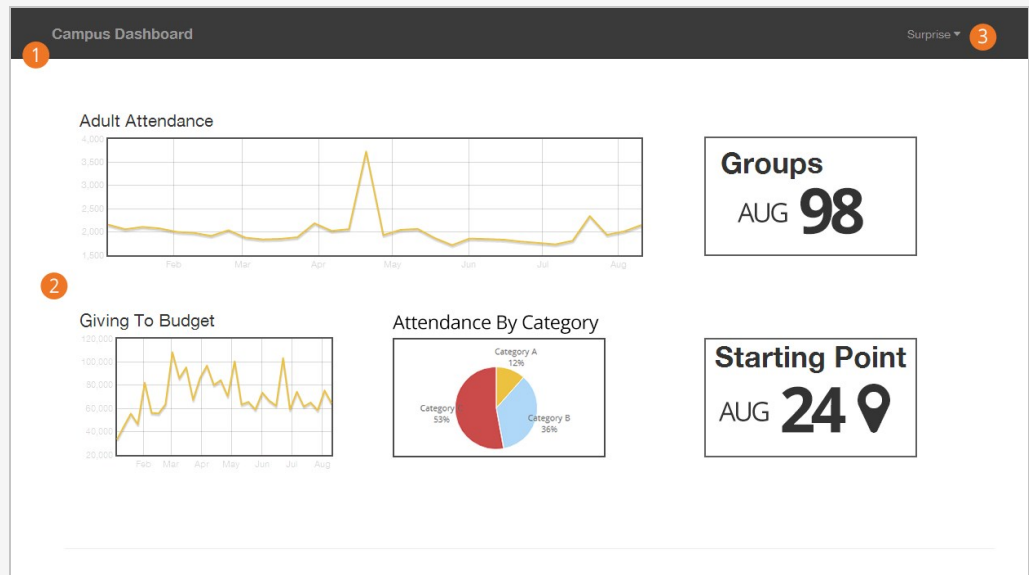 Campus Dashboard
Surprise
3
1
Adult Attendance
4,000
3,500
3,000
2,500
2,000
1,500
Feb Mar Apr May Jun Jul Aug
Groups
AUG 98
2
Giving To Budget
120,000
100,000
80,000
60,000
40,000
20,000
Feb Mar Apr May Jun Jul Aug
Attendance By Category
Category A
12%
Category
53%
Category B
36%
Starting Point
AUG 24